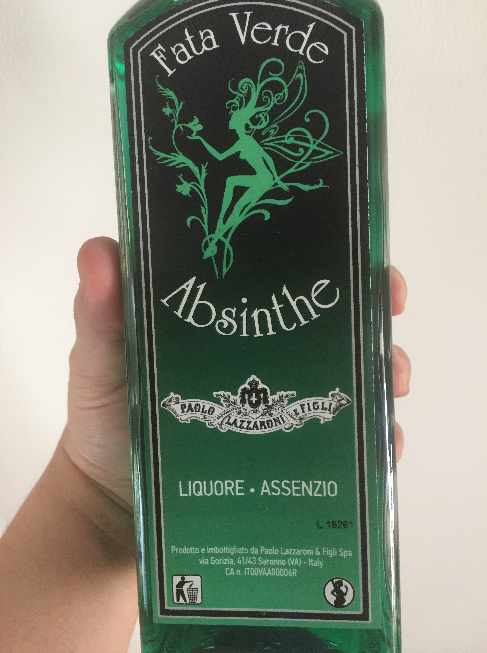 Fata Verde
Absinthe
PAOLO LAZZARONI & FIGLI
LIQUORE • ASSENZIO
L 19261
Prodotto e imbottigliato da Paolo Lazzaroni & Figli Spa
via Gorizia, 41/43 Saronno (VA) - Italy
CA n. IT00VAA00006R